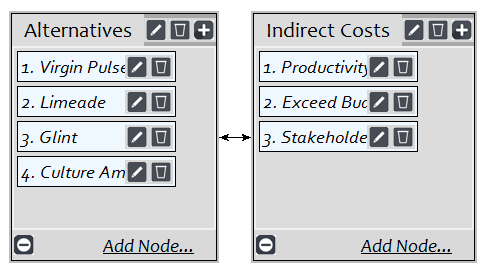 Alternatives
1. Virgin Pulse
2. Limeade
3. Glint
4. Culture Am
Add Node...
Indirect Costs
1. Productivity
2. Exceed Bud
3. Stakeholde
Add Node...